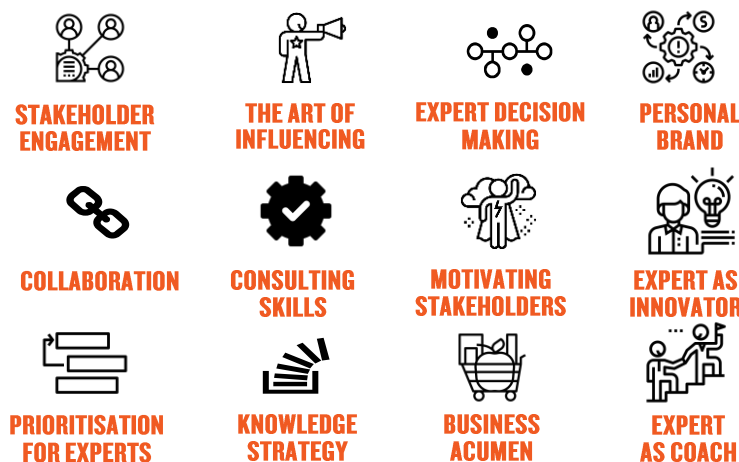 STAKEHOLDER
ENGAGEMENT
THE ART OF
INFLUENCING
EXPERT DECISION
MAKING
PERSONAL
BRAND
COLLABORATION
CONSULTING
SKILLS
MOTIVATING
STAKEHOLDERS
EXPERT AS
INNOVATOR
PRIORITISATION
FOR EXPERTS
KNOWLEDGE
STRATEGY
BUSINESS
ACUMEN
EXPERT
AS COACH